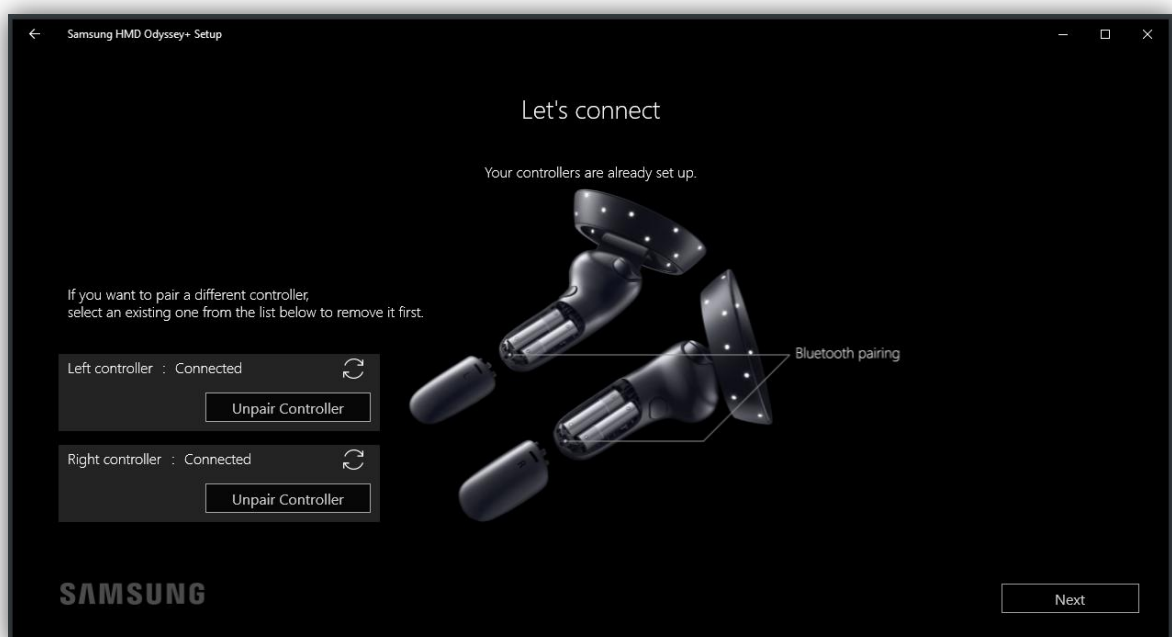 Samsung HMD Odyssey+ Setup
Let's connect
Your controllers are already set up.
If you want to pair a different controller,
select an existing one from the list below to remove it first.
Left controller : Connected
Unpair Controller
Right controller : Connected
Unpair Controller
Bluetooth pairing
SAMSUNG
Next